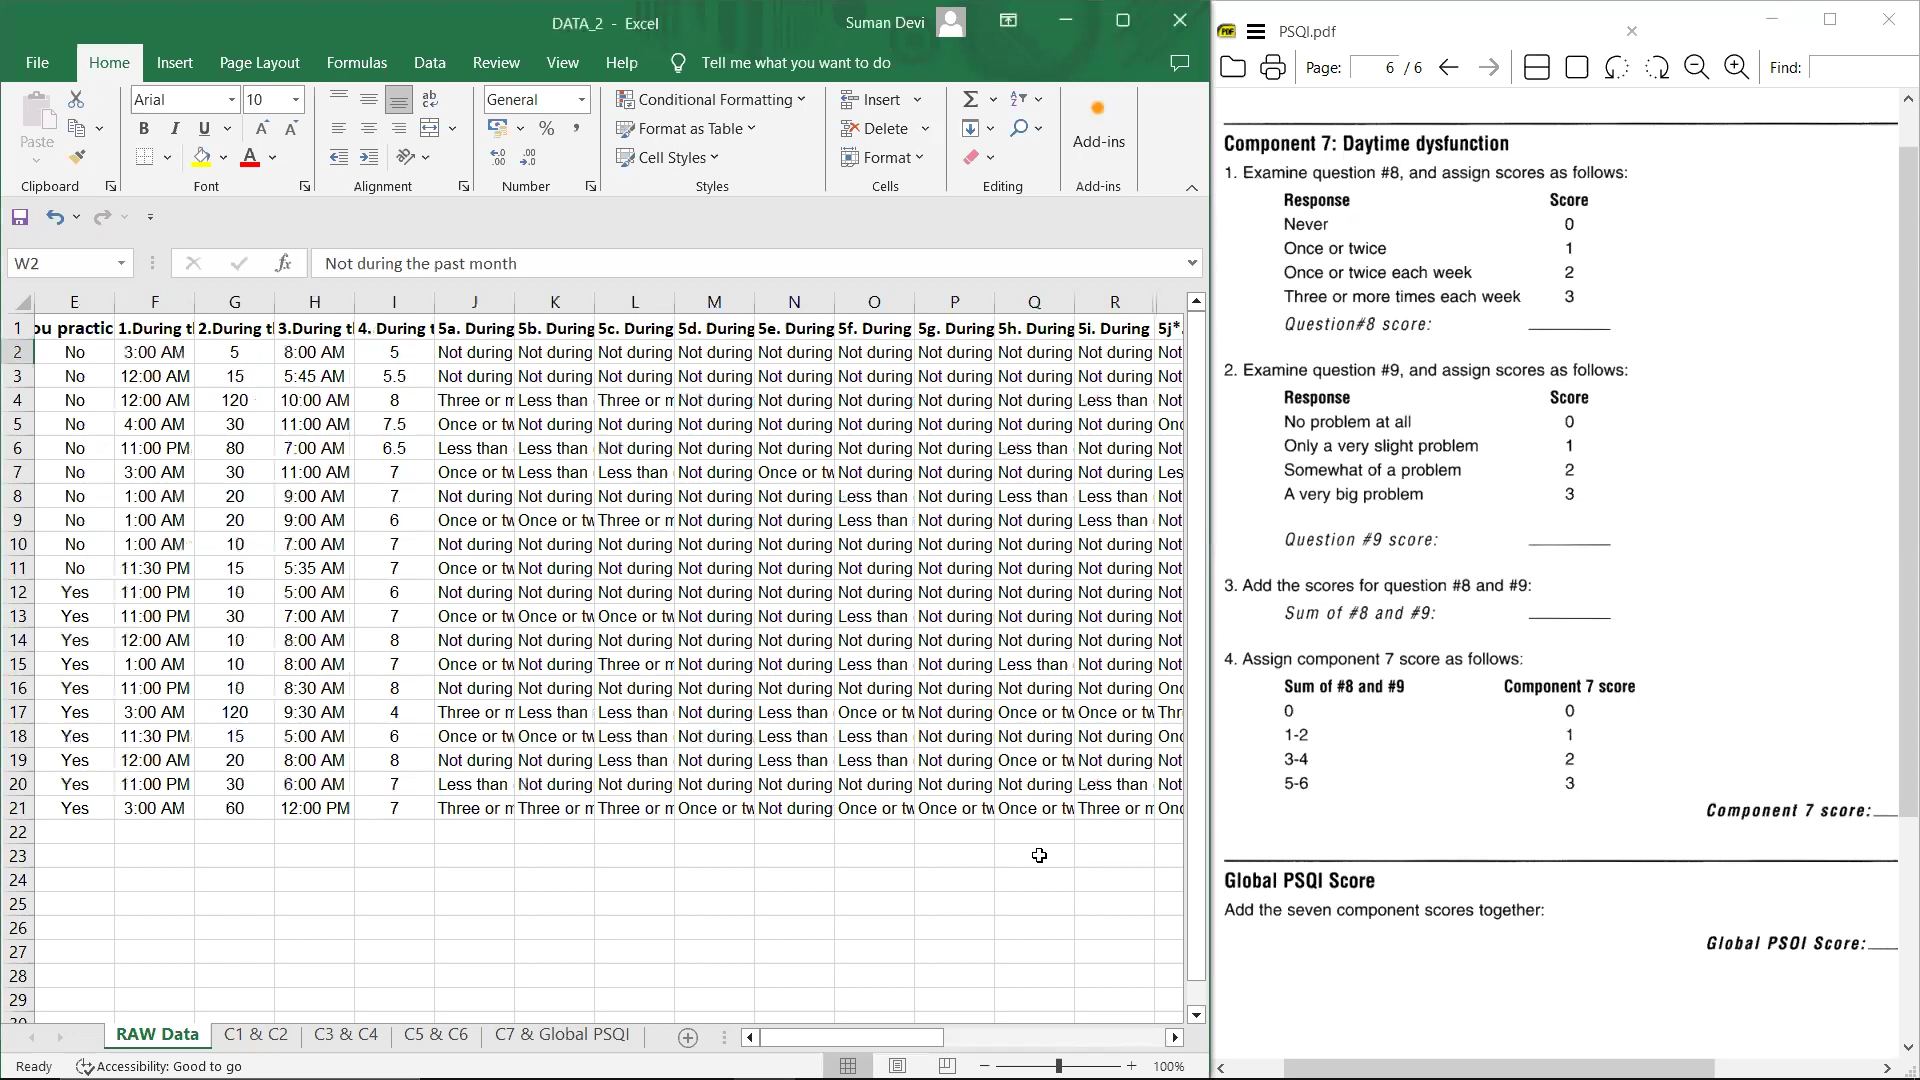 DATA_2 - Excel
Suman Devi
File Home Insert Page Layout Formulas Data Review View Help Tell me what you want to do
Paste
Arial 10
General
B I U
Conditional Formatting
Format as Table
Cell Styles
Insert
Delete
Format
Add-ins
Clipboard Font Alignment Number Styles Cells Editing Add-ins
W2 fx Not during the past month
E F G H I J K L M N O P Q R
1 ou practic 1.During t 2.During t 3.During t 4. During t 5a. During 5b. During 5c. During 5d. During 5e. During 5f. During 5g. During 5h. During 5i. During 5j*.
2 No 3:00 AM 5 8:00 AM 5 Not during Not during Not during Not during Not during Not during Not during Not during Not during Not
3 No 12:00 AM 15 5:45 AM 5.5 Not during Not during Not during Not during Not during Not during Not during Not during Not during Not
4 No 12:00 AM 120 10:00 AM 8 Three or m Less than Three or m Not during Not during Not during Not during Not during Less than Not
5 No 4:00 AM 30 11:00 AM 7.5 Once or tw Not during Not during Not during Not during Not during Not during Not during Not during Onc
6 No 11:00 PM 80 7:00 AM 6.5 Less than Less than Not during Not during Not during Not during Not during Less than Not during Not
7 No 3:00 AM 30 11:00 AM 7 Once or tw Less than Less than Not during Once or tw Not during Not during Not during Not during Les
8 No 1:00 AM 20 9:00 AM 7 Not during Not during Not during Not during Not during Less than Not during Less than Less than Not
9 No 1:00 AM 20 9:00 AM 6 Once or tw Once or tw Three or m Not during Not during Less than Not during Not during Less than Not
10 No 1:00 AM 10 7:00 AM 7 Not during Not during Not during Not during Not during Not during Not during Not during Not during Not
11 No 11:30 PM 15 5:35 AM 7 Once or tw Not during Not during Not during Not during Not during Not during Not during Not during Not
12 Yes 11:00 PM 10 5:00 AM 6 Not during Not during Not during Not during Not during Not during Not during Not during Not during Not
13 Yes 11:00 PM 30 7:00 AM 7 Once or tw Once or tw Once or tw Not during Not during Less than Not during Not during Not during Not
14 Yes 12:00 AM 10 8:00 AM 8 Not during Not during Not during Not during Not during Not during Not during Not during Not during Not
15 Yes 1:00 AM 10 8:00 AM 7 Once or tw Not during Three or m Not during Not during Less than Not during Less than Not during Not
16 Yes 11:00 PM 10 8:30 AM 8 Not during Not during Not during Not during Not during Not during Not during Not during Not during Onc
17 Yes 3:00 AM 120 9:30 AM 4 Three or m Less than Less than Not during Less than Once or tw Not during Once or tw Once or tw Thr
18 Yes 11:30 PM 15 5:00 AM 6 Once or tw Once or tw Less than Not during Less than Less than Not during Not during Not during Onc
19 Yes 12:00 AM 20 8:00 AM 8 Not during Not during Less than Not during Less than Less than Not during Once or tw Not during Not
20 Yes 11:00 PM 30 6:00 AM 7 Less than Not during Not during Not during Not during Not during Not during Not during Less than Not
21 Yes 3:00 AM 60 12:00 PM 7 Three or m Three or m Three or m Once or tw Not during Once or tw Once or tw Once or tw Three or m Onc
22
23
24
25
26
27
28
29
RAW Data C1 & C2 C3 & C4 C5 & C6 C7 & Global PSQI
Ready Accessibility: Good to go 100%
PSQI.pdf
Page: 6 / 6 Find:
Component 7: Daytime dysfunction
1. Examine question #8, and assign scores as follows:
Response Score
Never 0
Once or twice 1
Once or twice each week 2
Three or more times each week 3
Question#8 score:
2. Examine question #9, and assign scores as follows:
Response Score
No problem at all 0
Only a very slight problem 1
Somewhat of a problem 2
A very big problem 3
Question #9 score:
3. Add the scores for question #8 and #9:
Sum of #8 and #9:
4. Assign component 7 score as follows:
Sum of #8 and #9 Component 7 score
0 0
1-2 1
3-4 2
5-6 3
Component 7 score:
Global PSQI Score
Add the seven component scores together:
Global PSQI Score: